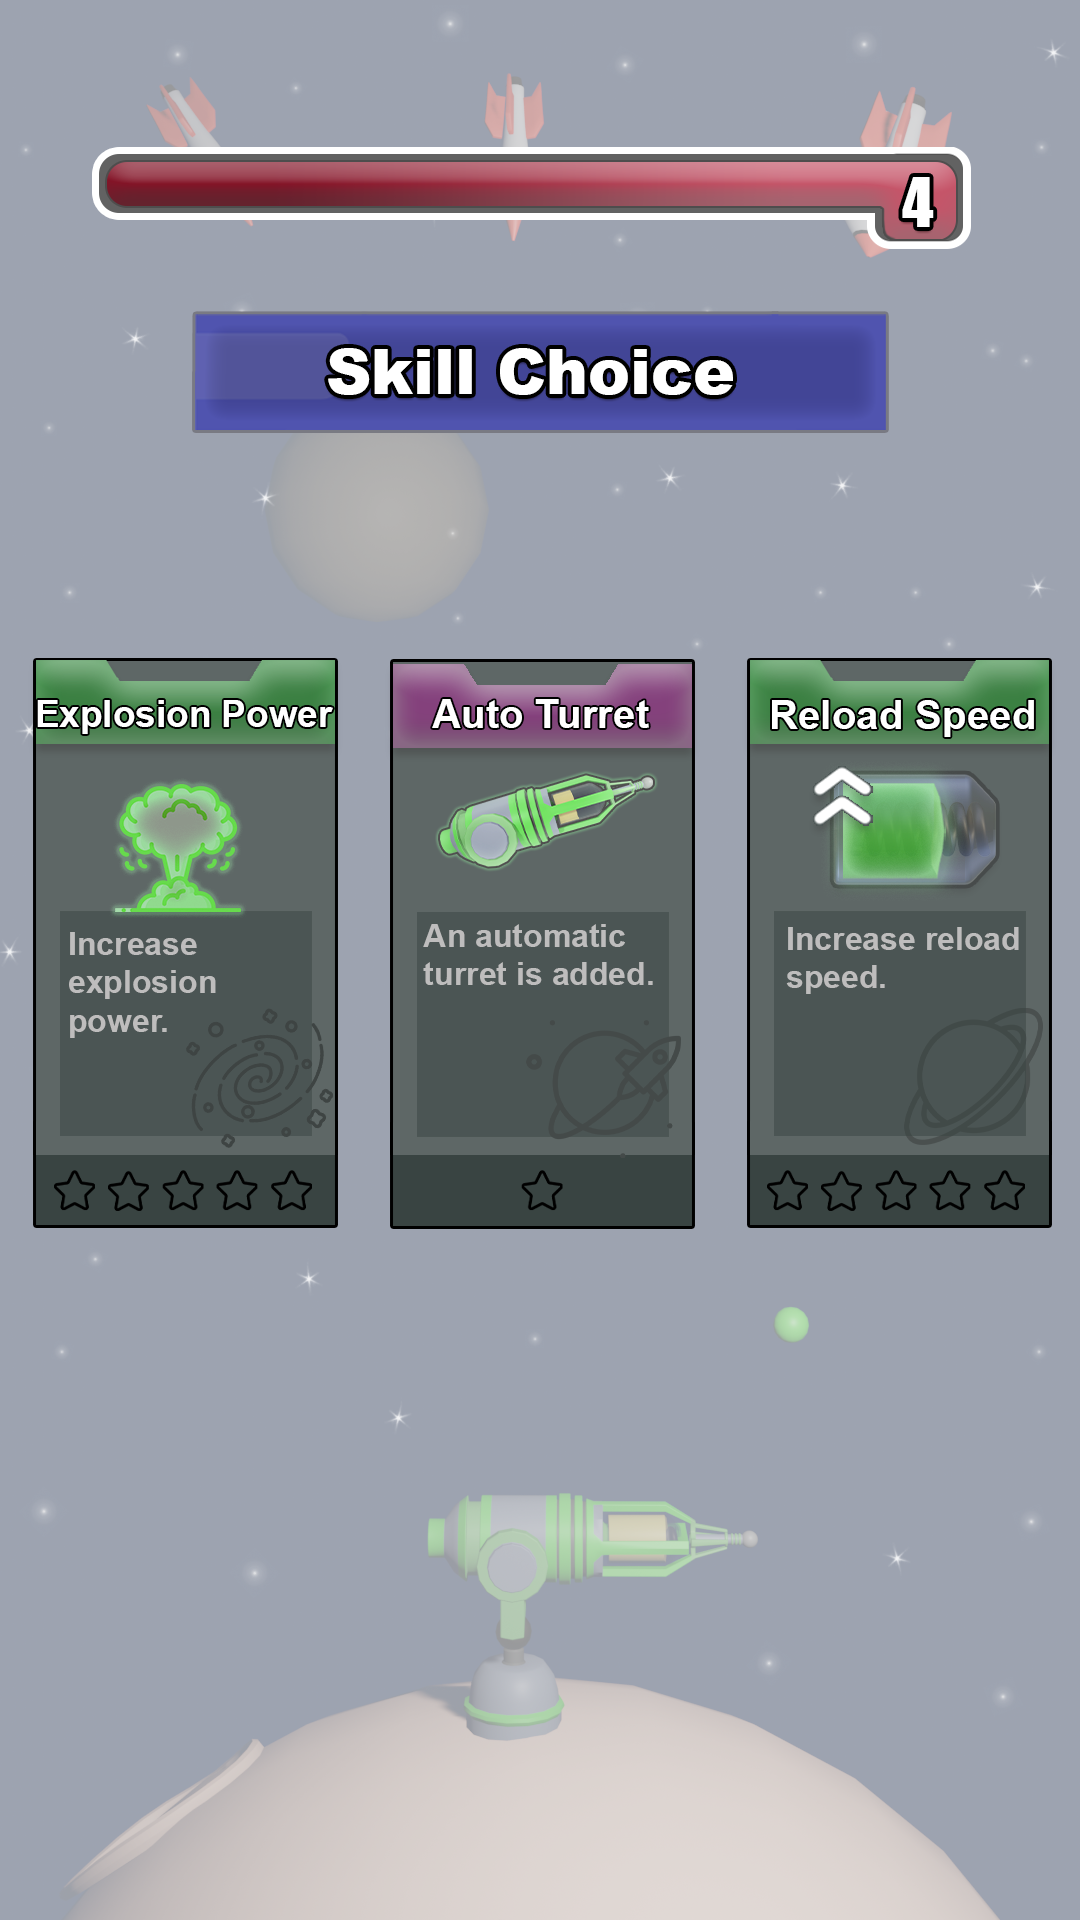 4
Skill Choice
Explosion Power
Increase
explosion
power.
Auto Turret
An automatic
turret is added.
Reload Speed
Increase reload
speed.